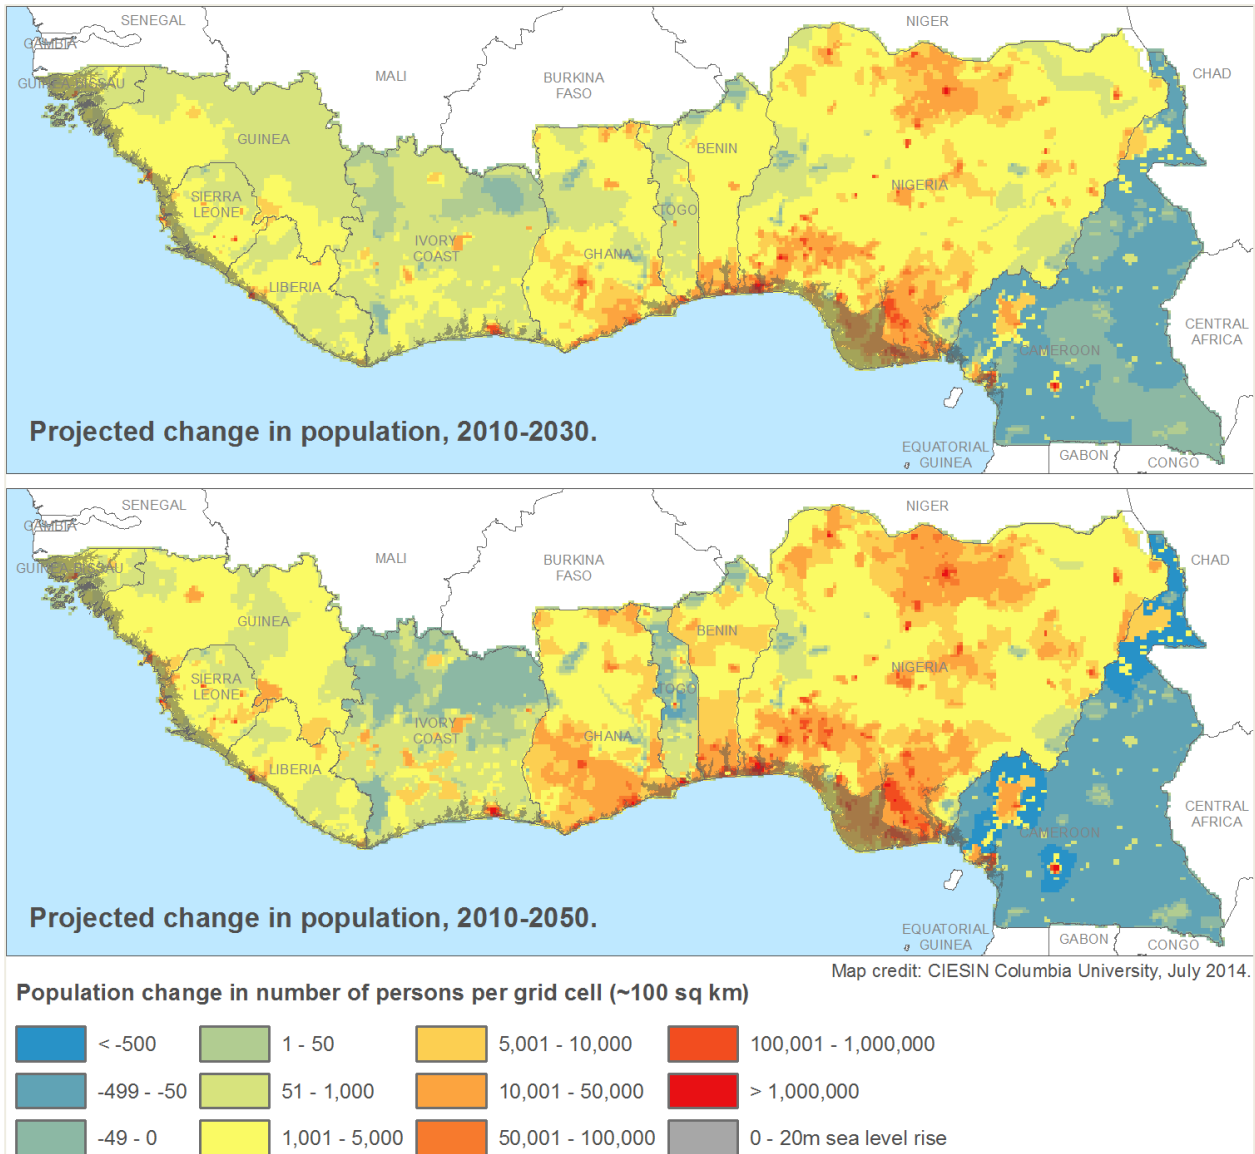 SENEGAL
NIGER
GAMBIA
MALI
BURKINA
FASO
CHAD
GUINEA-BISSAU
GUINEA
BENIN
NIGERIA
SIERRA
LEONE
TOGO
IVORY
COAST
GHANA
LIBERIA
CENTRAL
AFRICA
CAMEROON
Projected change in population, 2010-2030.
EQUATORIAL
GUINEA
GABON
CONGO
SENEGAL
NIGER
GAMBIA
MALI
BURKINA
FASO
CHAD
GUINEA-BISSAU
GUINEA
BENIN
NIGERIA
SIERRA
LEONE
TOGO
IVORY
COAST
GHANA
LIBERIA
CENTRAL
AFRICA
CAMEROON
Projected change in population, 2010-2050.
EQUATORIAL
GUINEA
GABON
CONGO
Map credit: CIESIN Columbia University, July 2014.
Population change in number of persons per grid cell (~100 sq km)
< -500
1 - 50
5,001 - 10,000
100,001 - 1,000,000
-499 - -50
51 - 1,000
10,001 - 50,000
> 1,000,000
-49 - 0
1,001 - 5,000
50,001 - 100,000
0 - 20m sea level rise